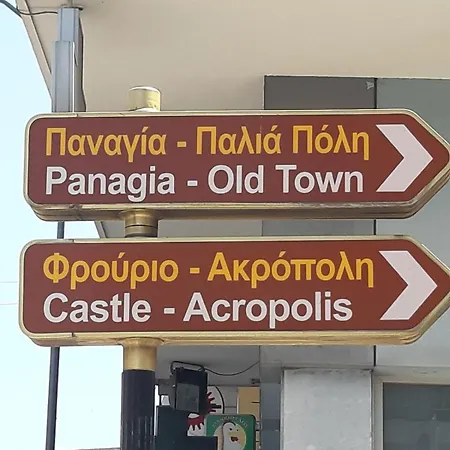 Παναγία - Παλιά Πόλη
Panagia - Old Town
Φρούριο - Ακρόπολη
Castle - Acropolis